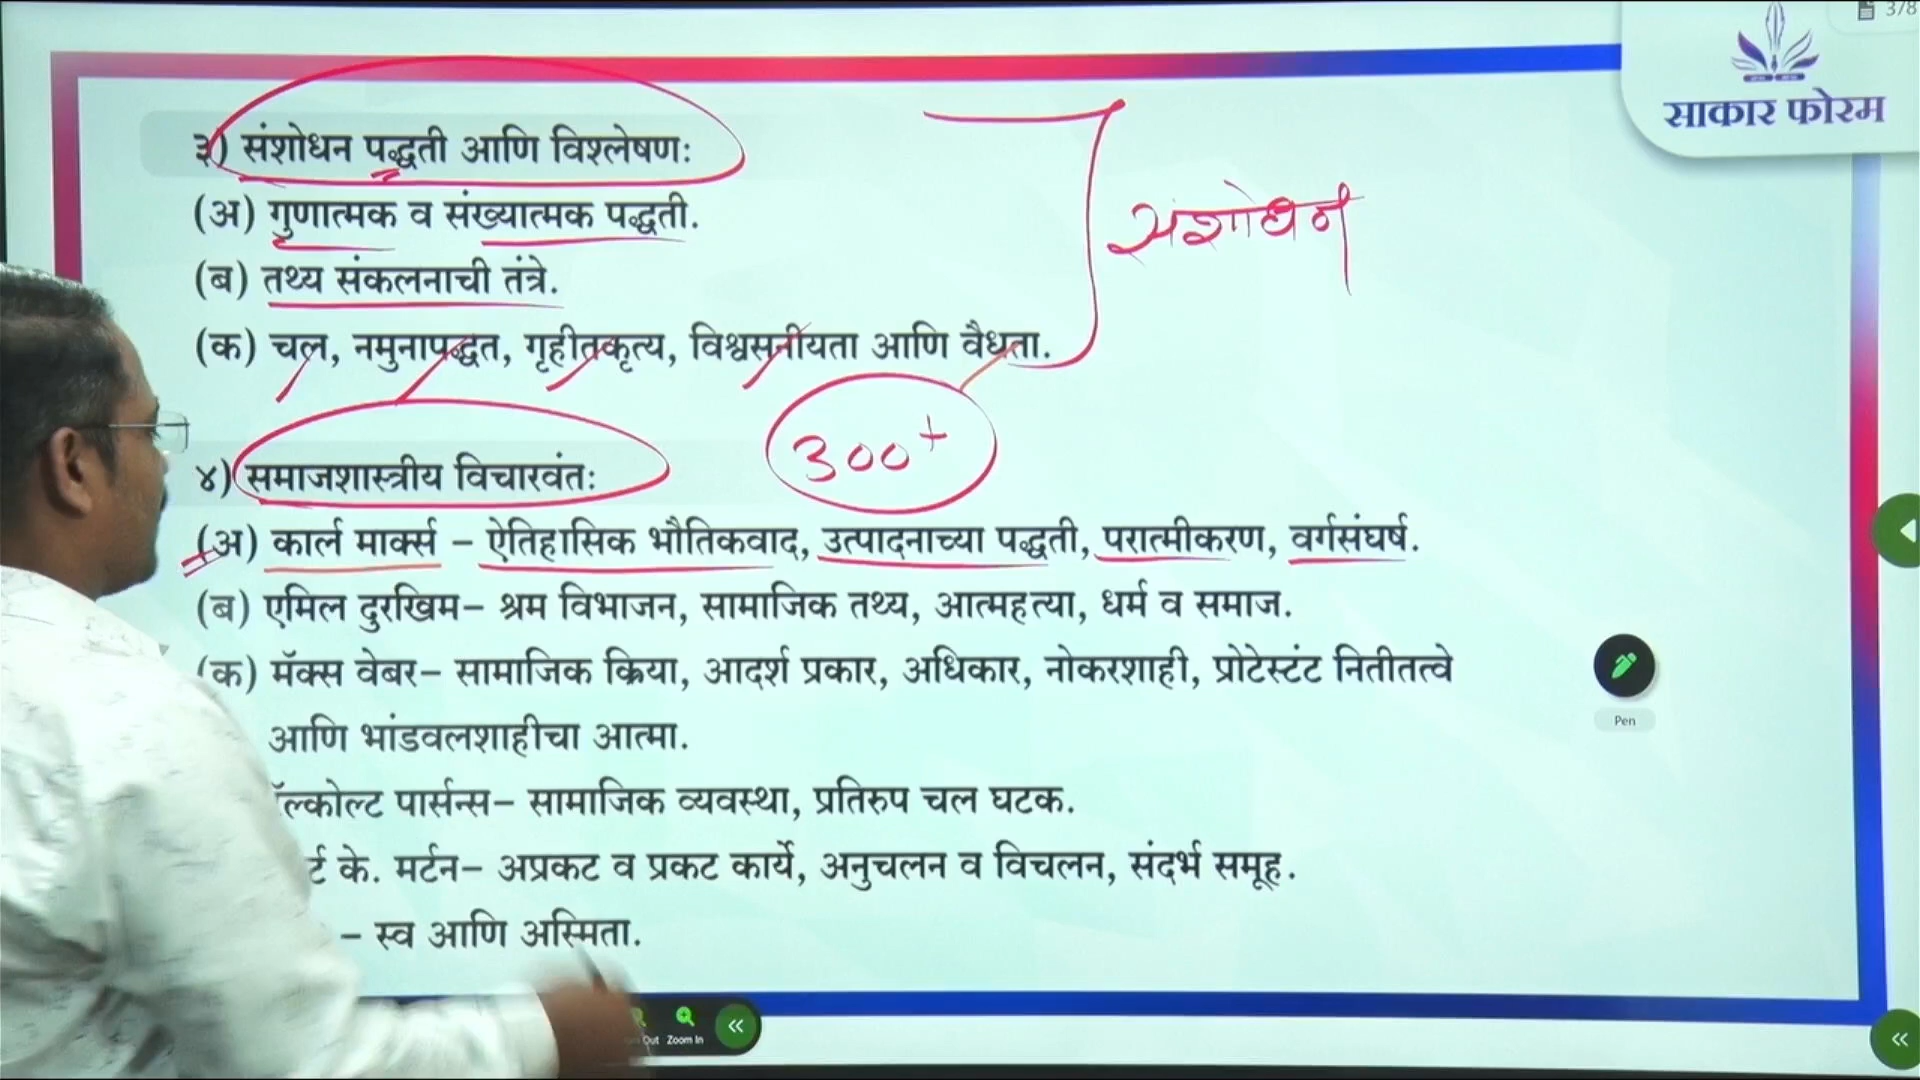 3/8
साकार फोरम
३) संशोधन पद्धती आणि विश्लेषणः
(अ) गुणात्मक व संख्यात्मक पद्धती.
संशोधन
(ब) तथ्य संकलनाची तंत्रे.
(क) चल, नमुनापद्धत, गृहीतकृत्य, विश्वसनीयता आणि वैधता.
300+
४) समाजशास्त्रीय विचारवंतः
(अ) कार्ल मार्क्स – ऐतिहासिक भौतिकवाद, उत्पादनाच्या पद्धती, परात्मीकरण, वर्गसंघर्ष.
(ब) एमिल दुरखिम– श्रम विभाजन, सामाजिक तथ्य, आत्महत्या, धर्म व समाज.
(क) मॅक्स वेबर– सामाजिक क्रिया, आदर्श प्रकार, अधिकार, नोकरशाही, प्रोटेस्टंट नितीतत्वे
आणि भांडवलशाहीचा आत्मा.
पार्सन्स– सामाजिक व्यवस्था, प्रतिरुप चल घटक.
के. मर्टन– अप्रकट व प्रकट कार्ये, अनुचलन व विचलन, संदर्भ समूह.
– स्व आणि अस्मिता.
Pen
Out Zoom In